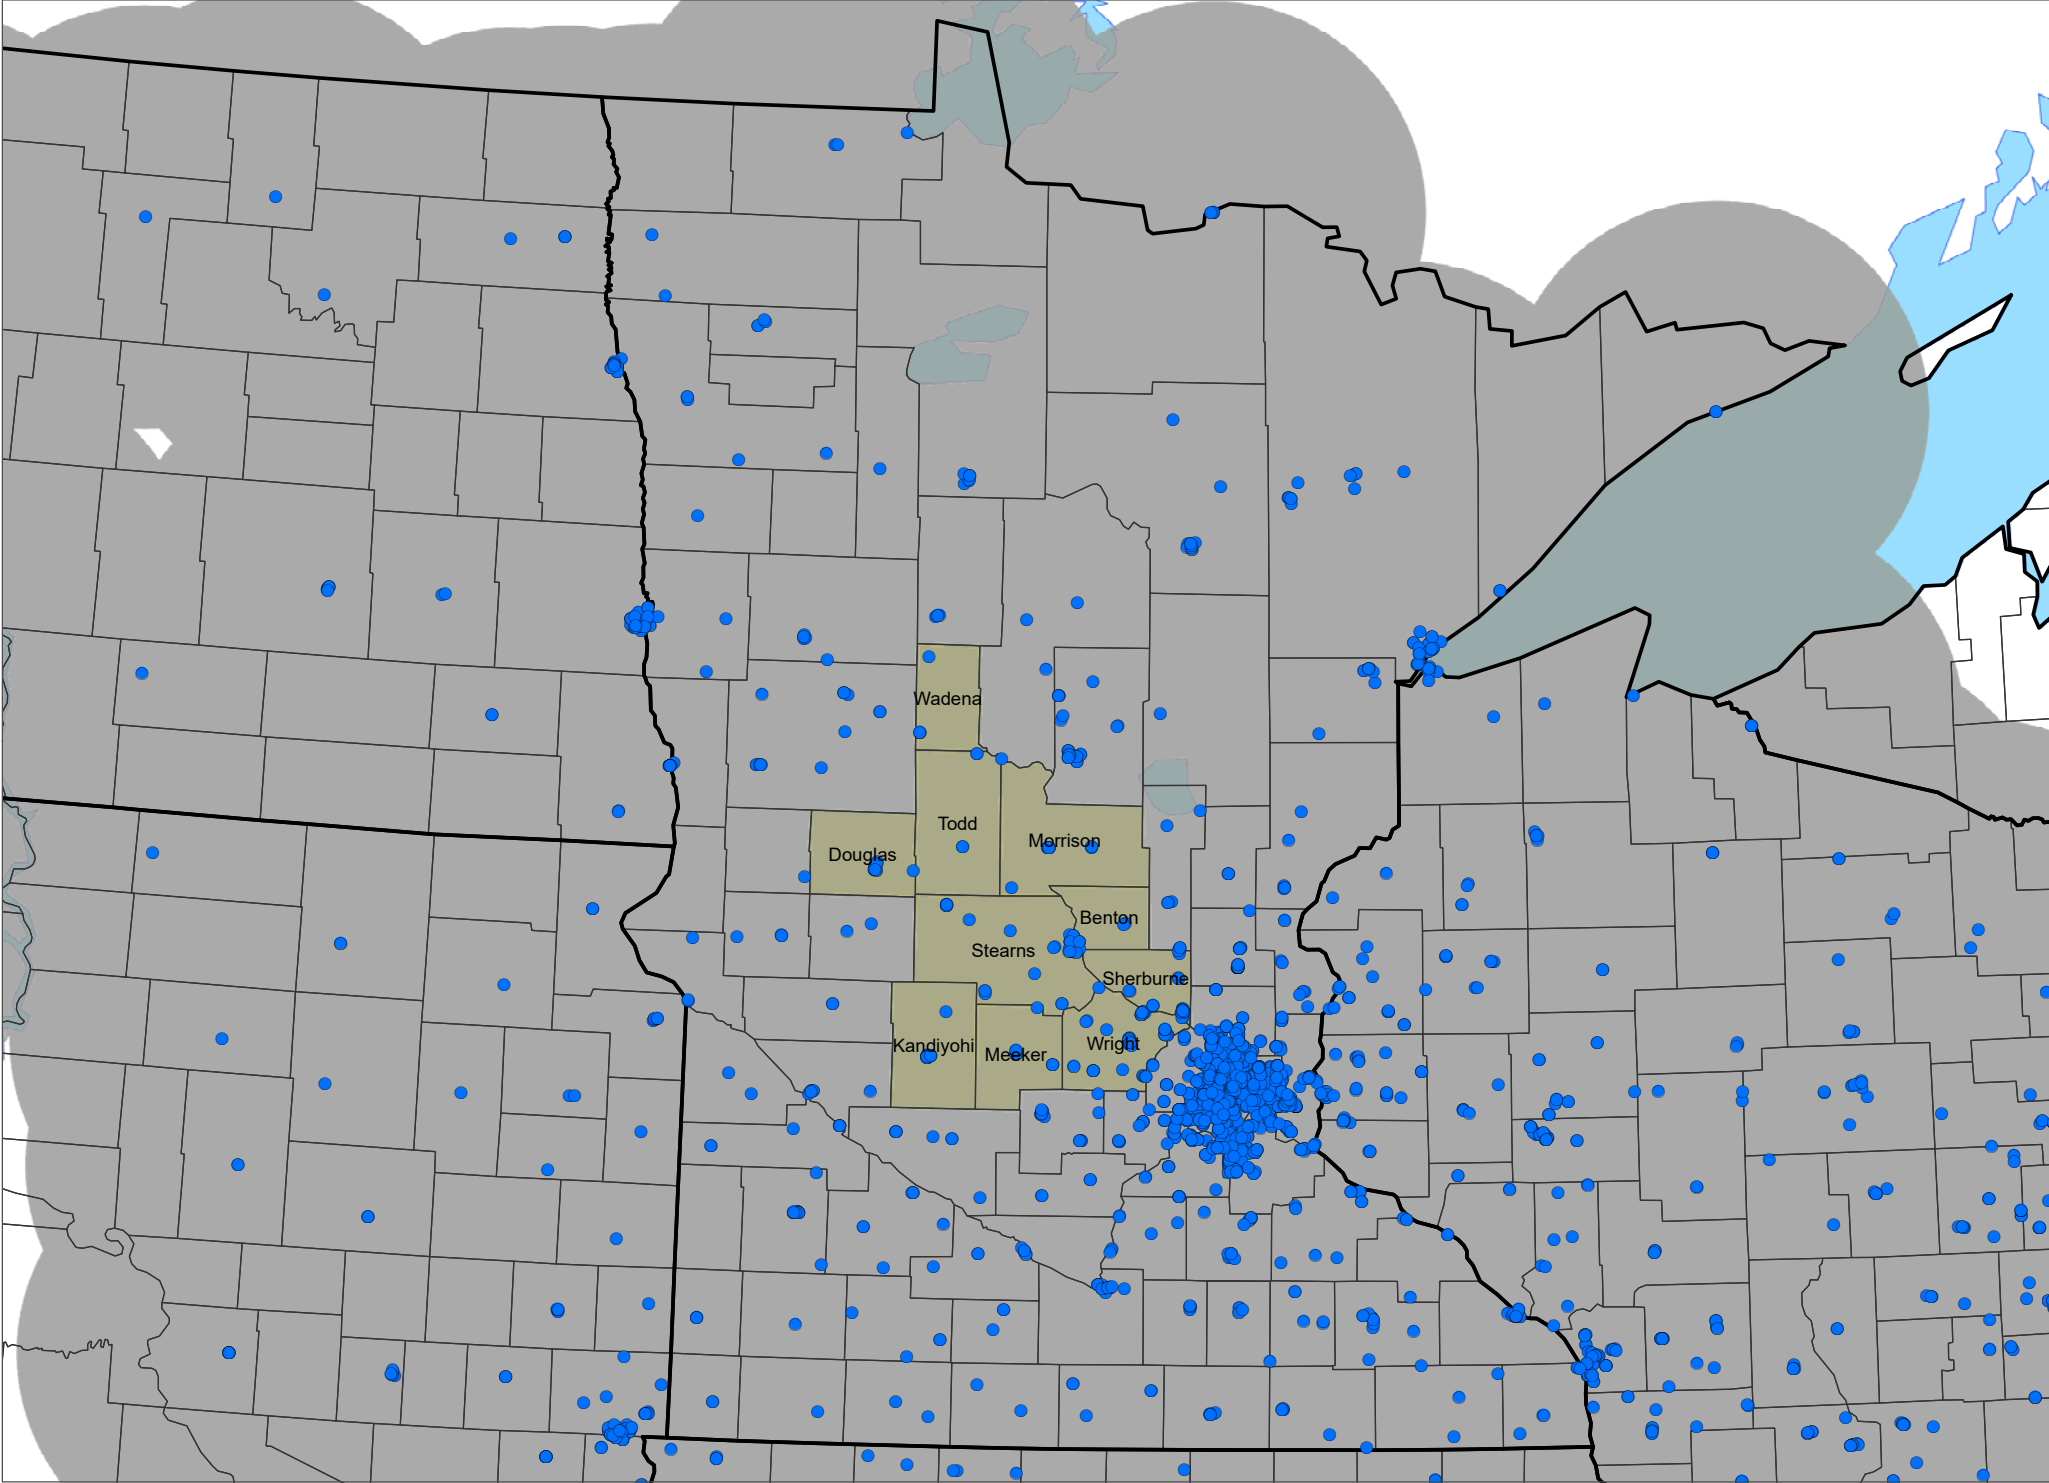 Wadena
Todd
Morrison
Douglas
Benton
Stearns
Sherburne
Wright
Kandiyohi
Meeker